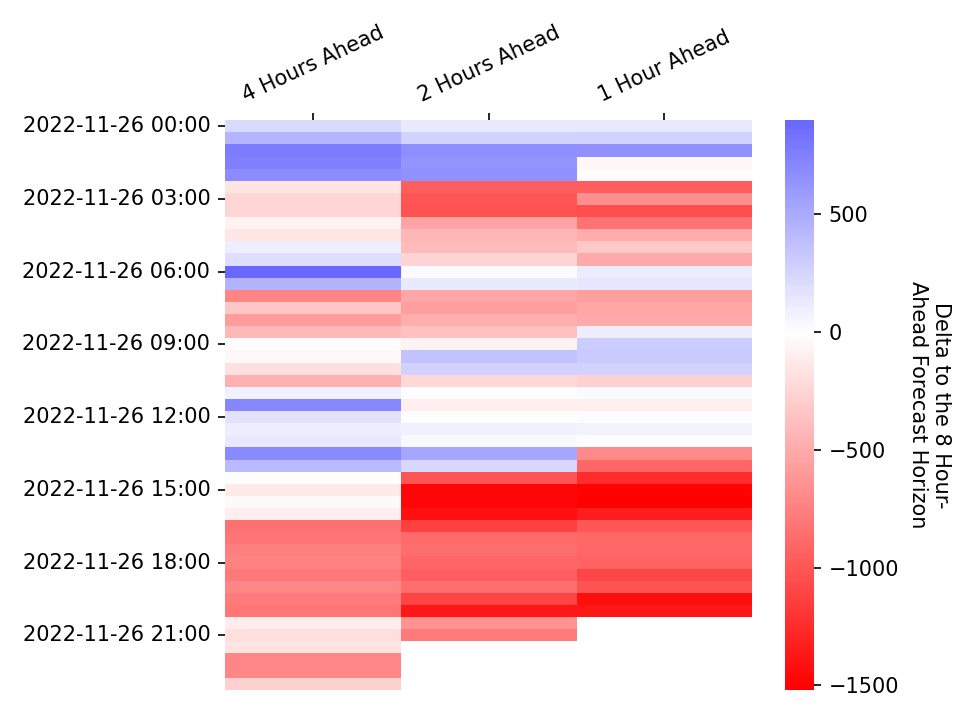 4 Hours Ahead
2 Hours Ahead
1 Hour Ahead
2022-11-26 00:00
2022-11-26 03:00
2022-11-26 06:00
2022-11-26 09:00
2022-11-26 12:00
2022-11-26 15:00
2022-11-26 18:00
2022-11-26 21:00
500
0
−500
−1000
−1500
Delta to the 8 Hour-
Ahead Forecast Horizon